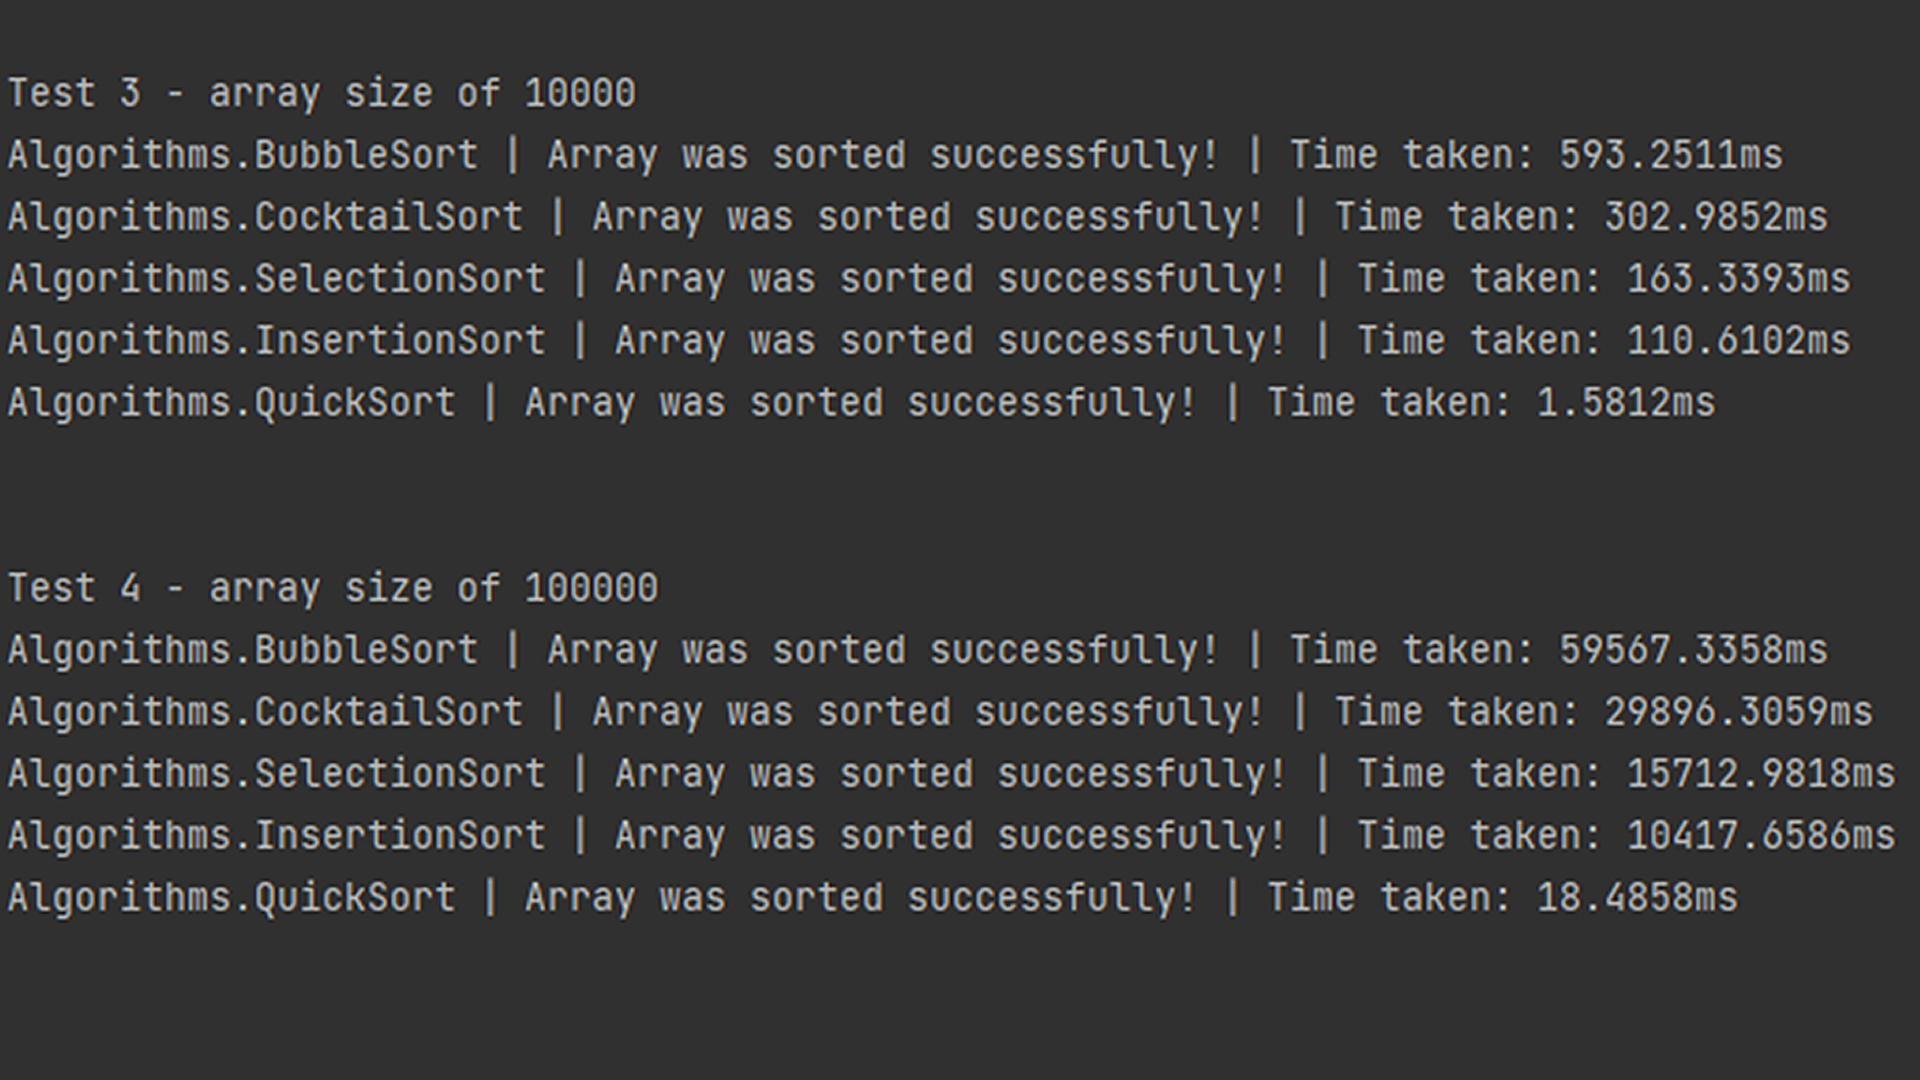 Test 3 - array size of 10000
Algorithms.BubbleSort | Array was sorted successfully! | Time taken: 593.2511ms
Algorithms.CocktailSort | Array was sorted successfully! | Time taken: 302.9852ms
Algorithms.SelectionSort | Array was sorted successfully! | Time taken: 163.3393ms
Algorithms.InsertionSort | Array was sorted successfully! | Time taken: 110.6102ms
Algorithms.QuickSort | Array was sorted successfully! | Time taken: 1.5812ms
Test 4 - array size of 100000
Algorithms.BubbleSort | Array was sorted successfully! | Time taken: 59567.3358ms
Algorithms.CocktailSort | Array was sorted successfully! | Time taken: 29896.3059ms
Algorithms.SelectionSort | Array was sorted successfully! | Time taken: 15712.9818ms
Algorithms.InsertionSort | Array was sorted successfully! | Time taken: 10417.6586ms
Algorithms.QuickSort | Array was sorted successfully! | Time taken: 18.4858ms